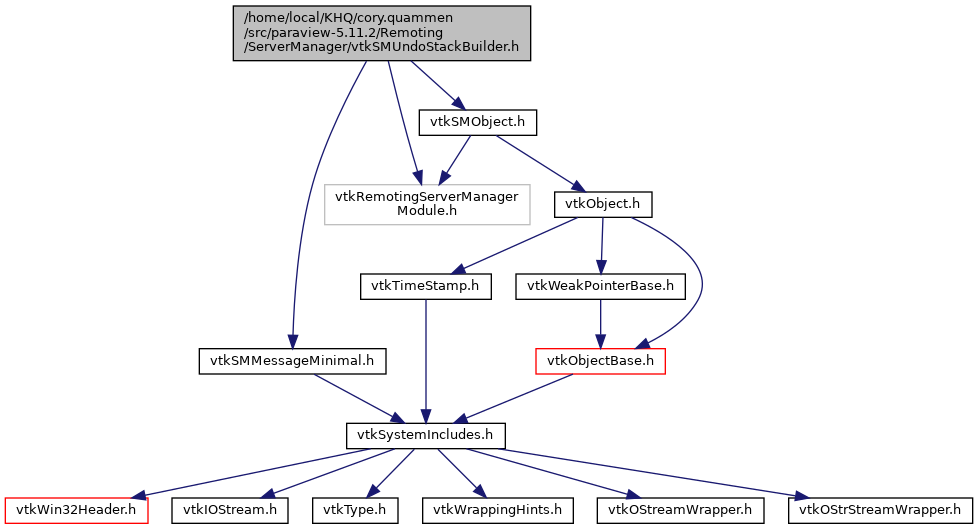 /home/local/KHQ/cory.quammen
/src/paraview-5.11.2/Remoting
/ServerManager/vtkSMUndoStackBuilder.h
vtkSMObject.h
vtkRemotingServerManager
Module.h
vtkObject.h
vtkTimeStamp.h
vtkWeakPointerBase.h
vtkSMMessageMinimal.h
vtkObjectBase.h
vtkSystemIncludes.h
vtkWin32Header.h
vtkIOStream.h
vtkType.h
vtkWrappingHints.h
vtkOStreamWrapper.h
vtkOStrStreamWrapper.h